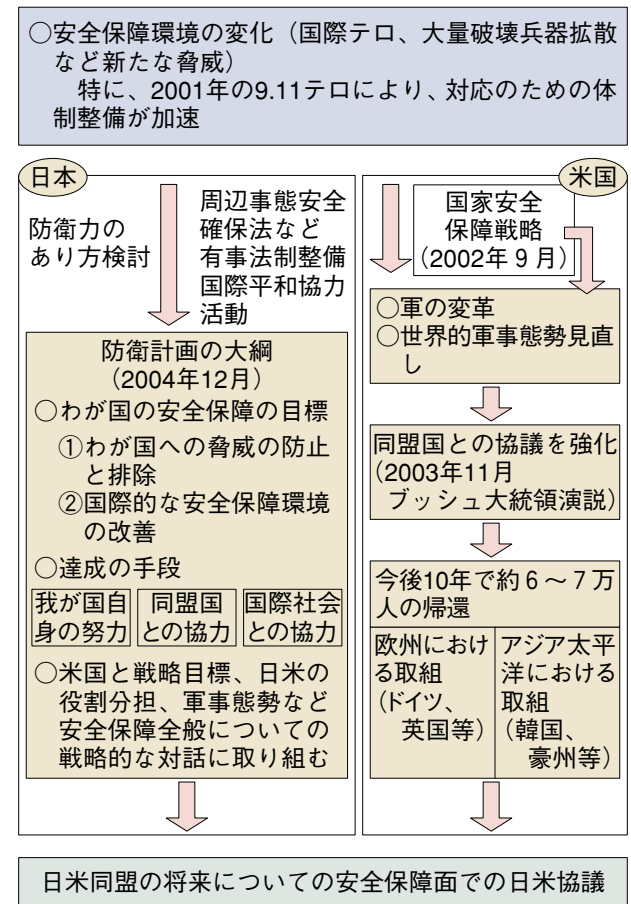 ○安全保障環境の変化（国際テロ、大量破壊兵器拡散
など新たな脅威）
特に、2001年の9.11テロにより、対応のための体
制整備が加速
日本
防衛力の
あり方検討
周辺事態安全
確保法など
有事法制整備
国際平和協力
活動
防衛計画の大綱
（2004年12月）
○わが国の安全保障の目標
①わが国への脅威の防止
と排除
②国際的な安全保障環境
の改善
○達成の手段
我が国自
身の努力
同盟国
との協力
国際社会
との協力
○米国と戦略目標、日米の
役割分担、軍事態勢など
安全保障全般についての
戦略的な対話に取り組む
米国
国家安全
保障戦略
（2002年９月）
○軍の変革
○世界的軍事態勢見直
し
同盟国との協議を強化
（2003年11月
ブッシュ大統領演説）
今後10年で約６～７万
人の帰還
欧州におけ
る取組
（ドイツ、
英国等）
アジア太平
洋における
取組
（韓国、
豪州等）
日米同盟の将来についての安全保障面での日米協議